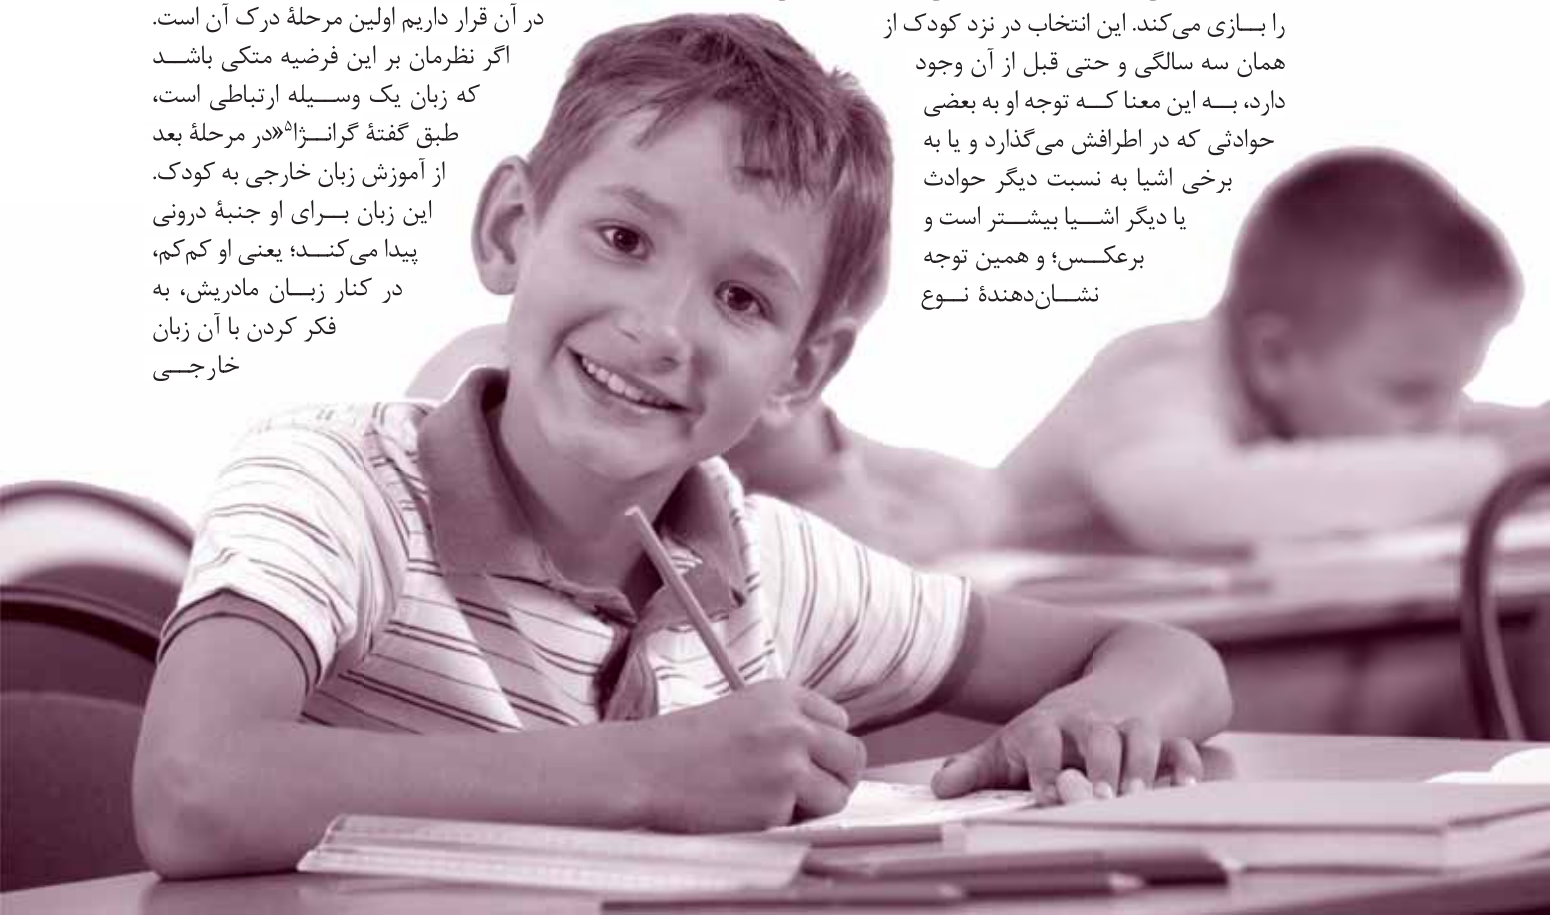 را بازی می‌کند. این انتخاب در نزد کودک از
همان سه سالگی و حتی قبل از آن وجود
دارد، به این معنا که توجه او به بعضی
حوادثی که در اطرافش می‌گذارد و یا به
برخی اشیا به نسبت دیگر حوادث
یا دیگر اشیا بیشتر است و
برعکس؛ و همین توجه
نشان‌دهندهٔ نوع
در آن قرار داریم اولین مرحلهٔ درک آن است.
اگر نظرمان بر این فرضیه متکی باشد
که زبان یک وسیله ارتباطی است،
طبق گفتهٔ گرانژا۵«در مرحلهٔ بعد
از آموزش زبان خارجی به کودک.
این زبان برای او جنبهٔ درونی
پیدا می‌کند؛ یعنی او کم‌کم،
در کنار زبان مادریش، به
فکر کردن با آن زبان
خارجی